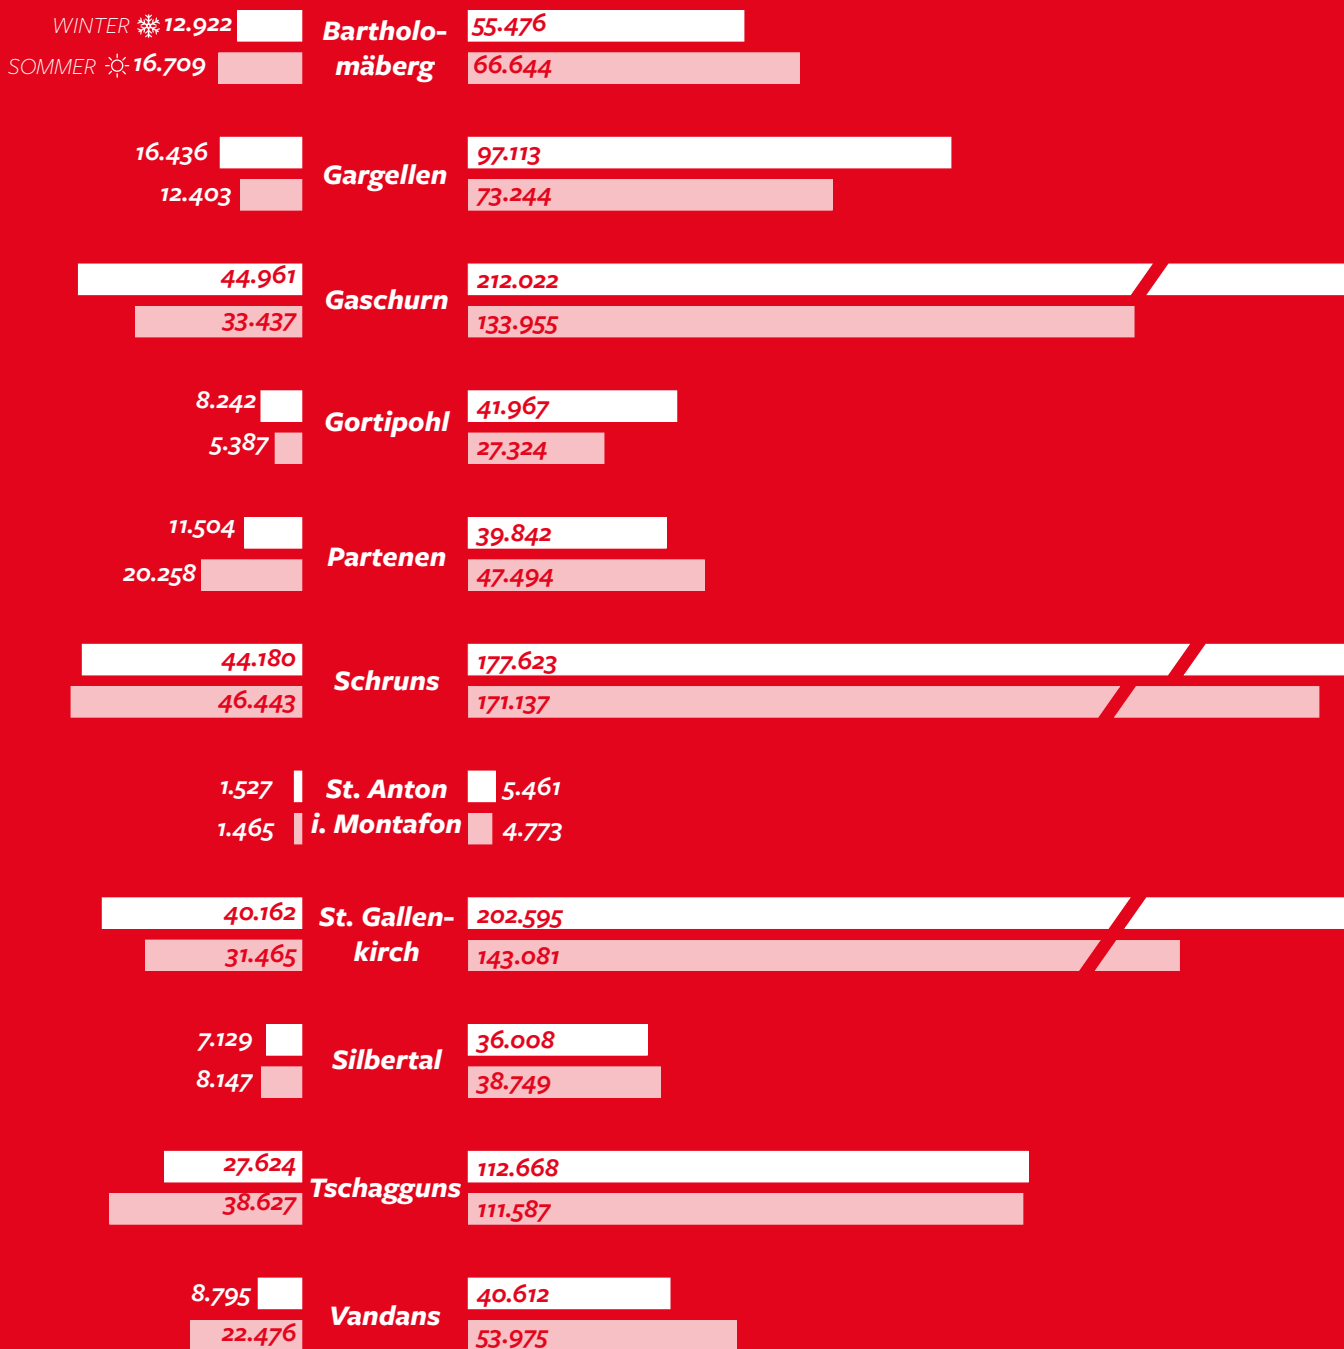 WINTER 12.922
Bartholo-
mäberg
55.476
SOMMER 16.709
66.644
16.436
Gargellen
97.113
12.403
73.244
44.961
Gaschurn
212.022
33.437
133.955
8.242
Gortipohl
41.967
5.387
27.324
11.504
Partenen
39.842
20.258
47.494
44.180
Schruns
177.623
46.443
171.137
1.527
St. Anton
i. Montafon
5.461
1.465
4.773
40.162
St. Gallen-
kirch
202.595
31.465
143.081
7.129
Silbertal
36.008
8.147
38.749
27.624
Tschagguns
112.668
38.627
111.587
8.795
Vandans
40.612
22.476
53.975